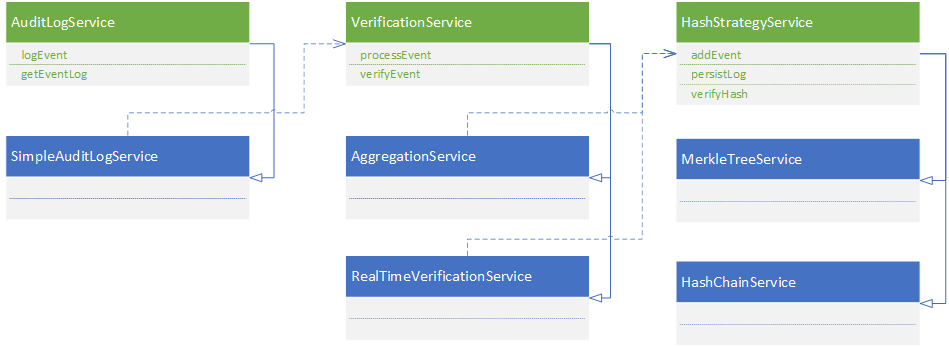 AuditLogService
logEvent
getEventLog
SimpleAuditLogService
VerificationService
processEvent
verifyEvent
AggregationService
RealTimeVerificationService
HashStrategyService
addEvent
persistLog
verifyHash
MerkleTreeService
HashChainService